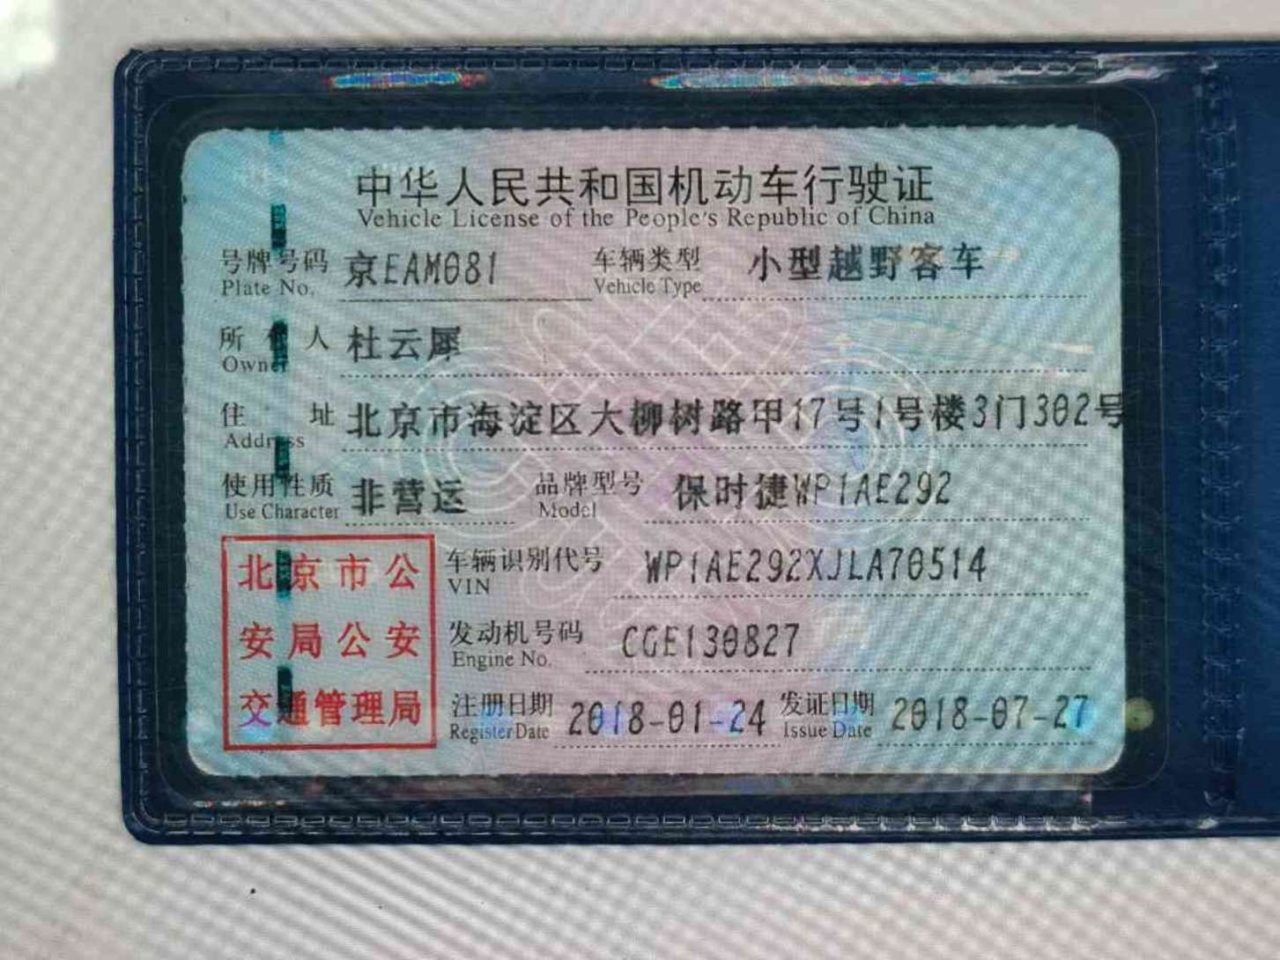 中华人民共和国机动车行驶证
Vehicle License of the People's Republic of China
号牌号码 京EAM081 车辆类型 小型越野客车
Plate No. Vehicle Type
所有人 杜云犀
Owner
住址 北京市海淀区大柳树路甲17号1号楼3门302号
Address
使用性质 非营运 品牌型号 保时捷WP1AE292
Use Character Model
北京市公 车辆识别代号 WP1AE292XJLA70514
VIN
安局公安 发动机号码 CGE130827
Engine No.
交通管理局 注册日期 2018-01-24 发证日期 2018-07-27
Register Date Issue Date